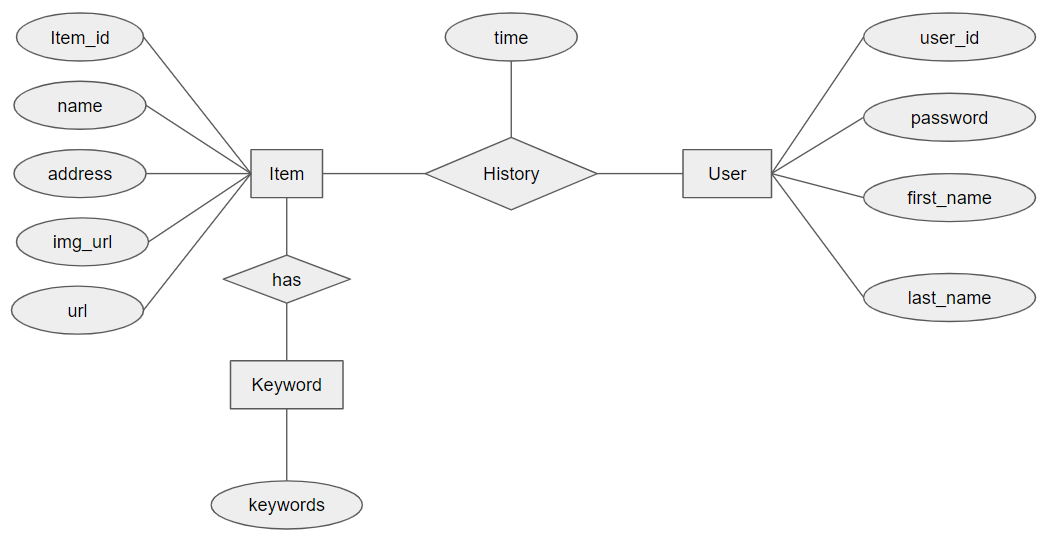 Item_id
time
user_id
name
password
address
Item
History
User
first_name
img_url
has
url
last_name
Keyword
keywords